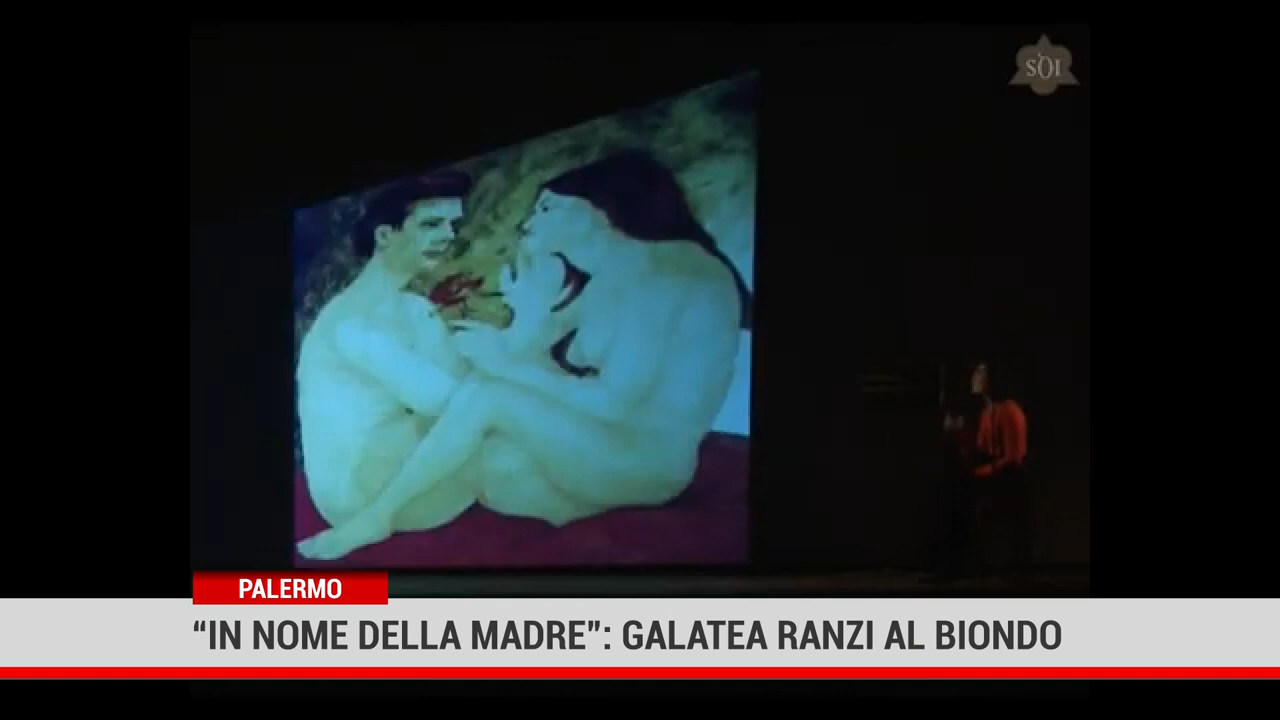 SOI
PALERMO
“IN NOME DELLA MADRE": GALATEA RANZI AL BIONDO